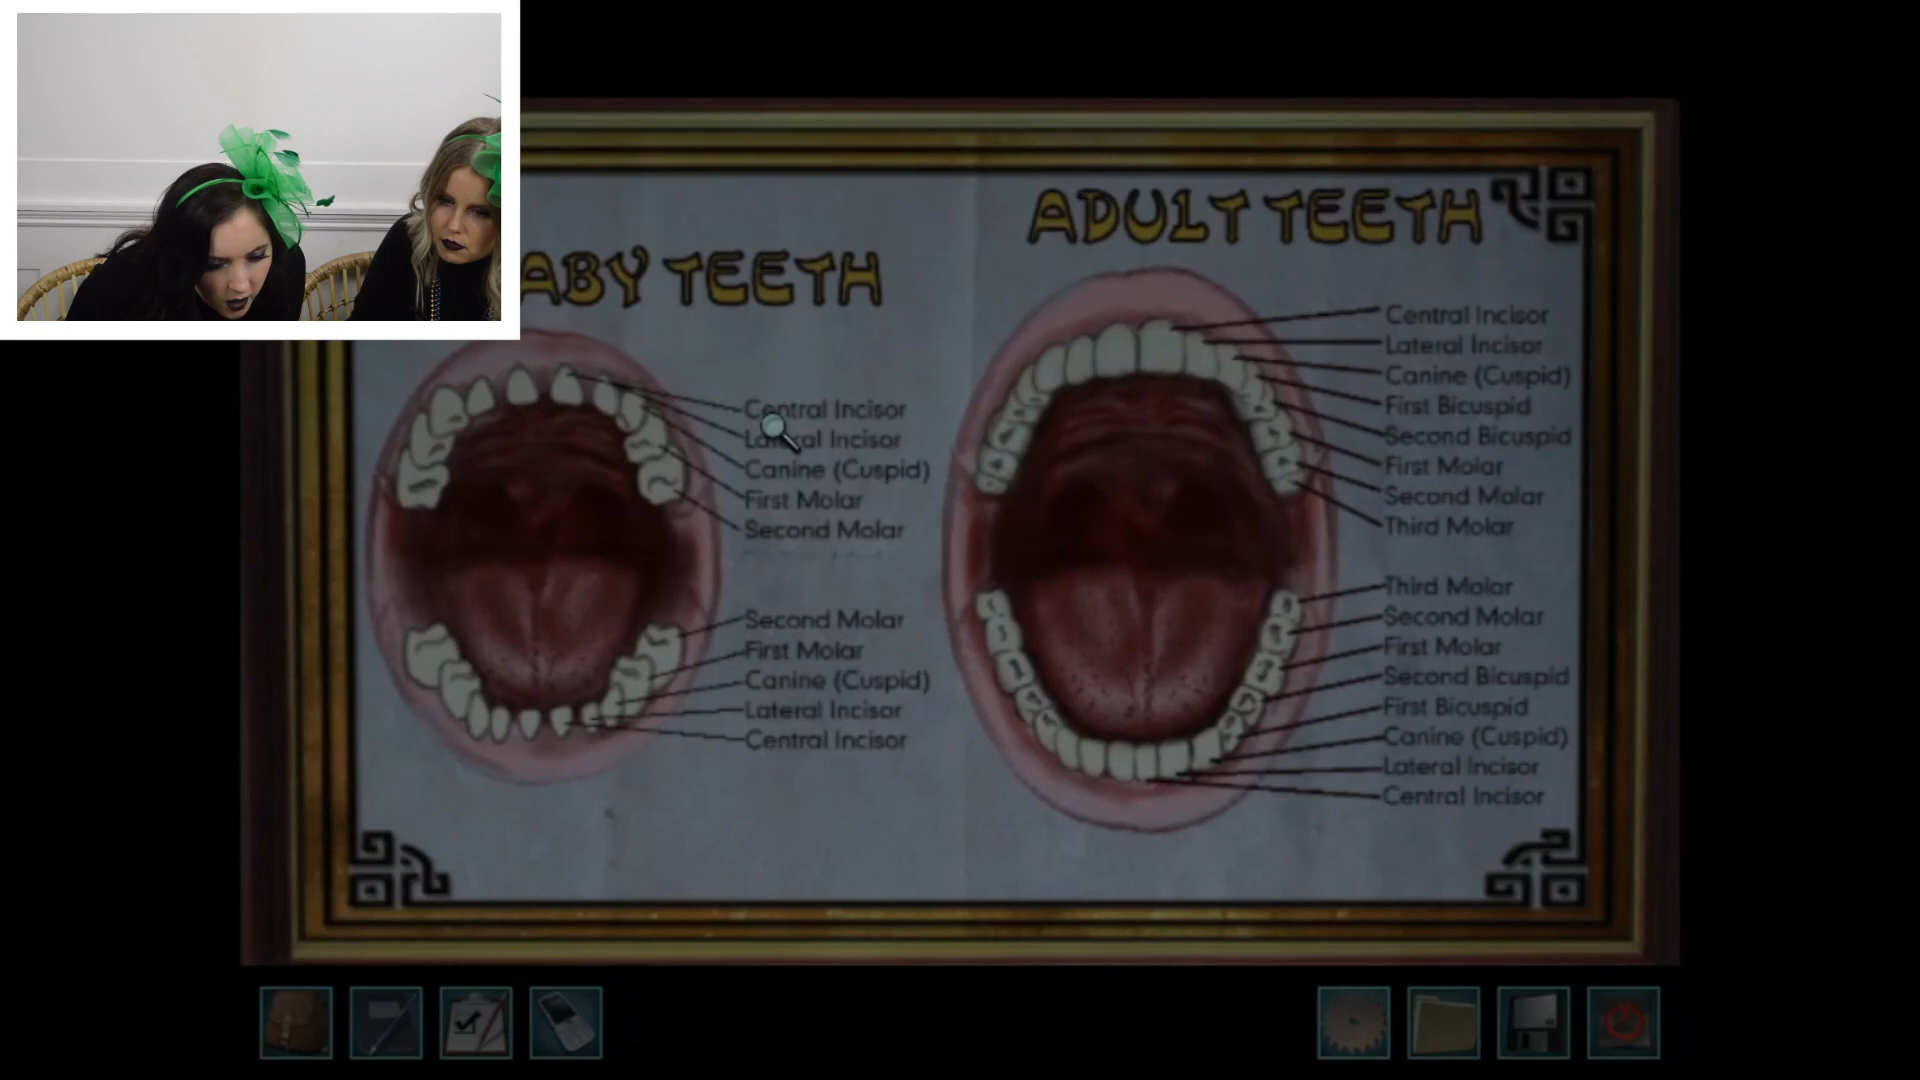 ABY TEETH
Central Incisor
Lateral Incisor
Canine (Cuspid)
First Molar
Second Molar
Second Molar
First Molar
Canine (Cuspid)
Lateral Incisor
Central Incisor
ADULT TEETH
Central Incisor
Lateral Incisor
Canine (Cuspid)
First Bicuspid
Second Bicuspid
First Molar
Second Molar
Third Molar
Third Molar
Second Molar
First Molar
Second Bicuspid
First Bicuspid
Canine (Cuspid)
Lateral Incisor
Central Incisor